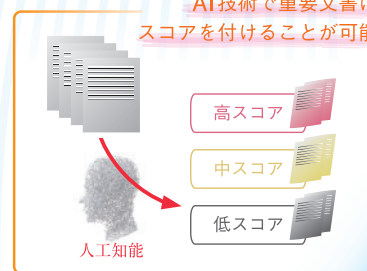 AI技術で重要文書に
スコアを付けることが可能
高スコア
中スコア
低スコア
人工知能